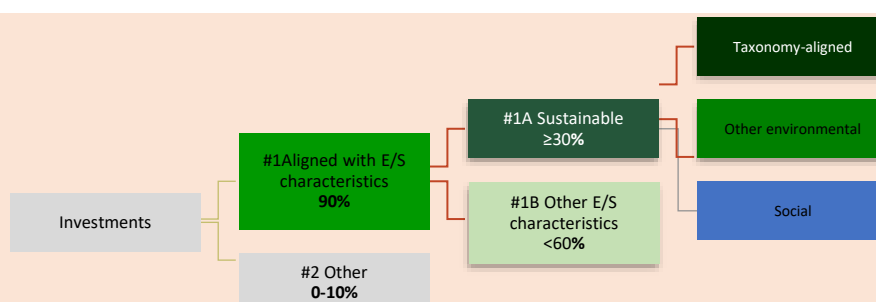 Investments
#1Aligned with E/S
characteristics
90%
#2 Other
0-10%
#1A Sustainable
≥30%
#1B Other E/S
characteristics
<60%
Taxonomy-aligned
Other environmental
Social